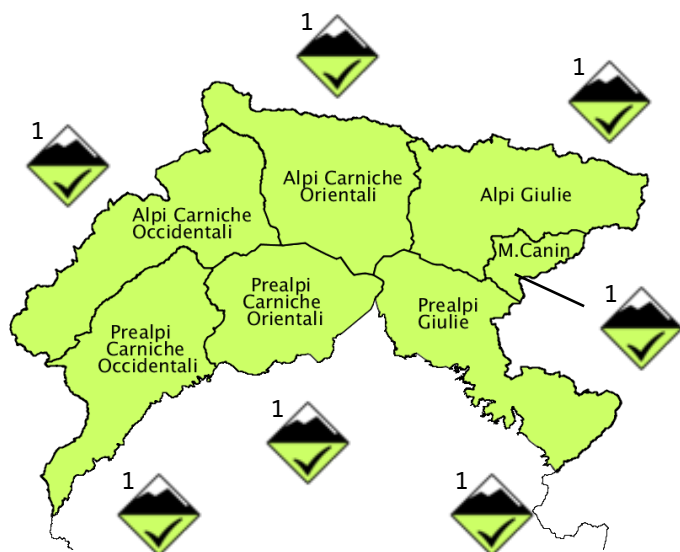 1
1
1
Alpi Carniche
Orientali
Alpi Giulie
Alpi Carniche
Occidentali
M.Canin
Prealpi
Carniche
Orientali
Prealpi
Giulie
1
Prealpi
Carniche
Occidentali
1
1
1